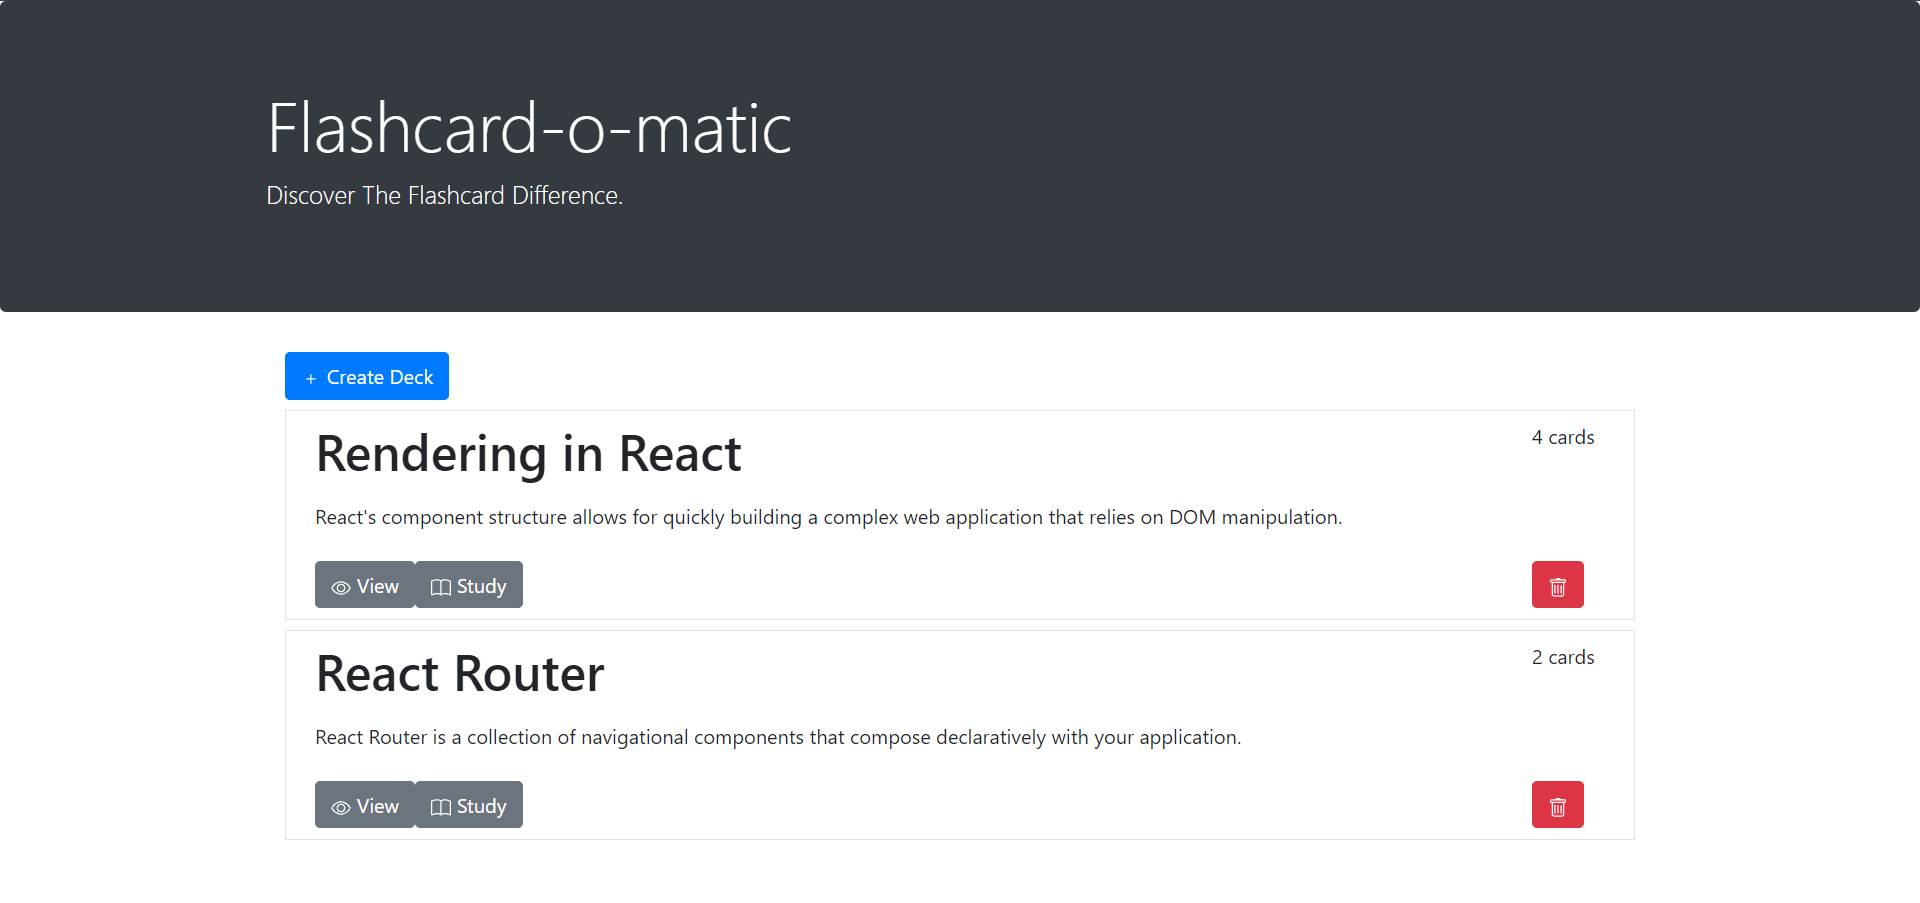 Flashcard-o-matic
Discover The Flashcard Difference.
+ Create Deck
Rendering in React
4 cards
React's component structure allows for quickly building a complex web application that relies on DOM manipulation.
View
Study
React Router
2 cards
React Router is a collection of navigational components that compose declaratively with your application.
View
Study